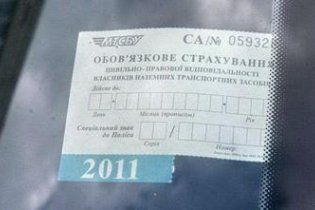 МТСБУ СА/№ 05932
ОБОВ'ЯЗКОВЕ СТРАХУВАННЯ
ЦИВІЛЬНО-ПРАВОВОЇ ВІДПОВІДАЛЬНОСТІ
ВЛАСНИКІВ НАЗЕМНИХ ТРАНСПОРТНИХ ЗАСОБІВ
Дійсне до:
День Місяць (прописом) Рік
Спеціальний знак
до Поліса
Серія Номер
2011